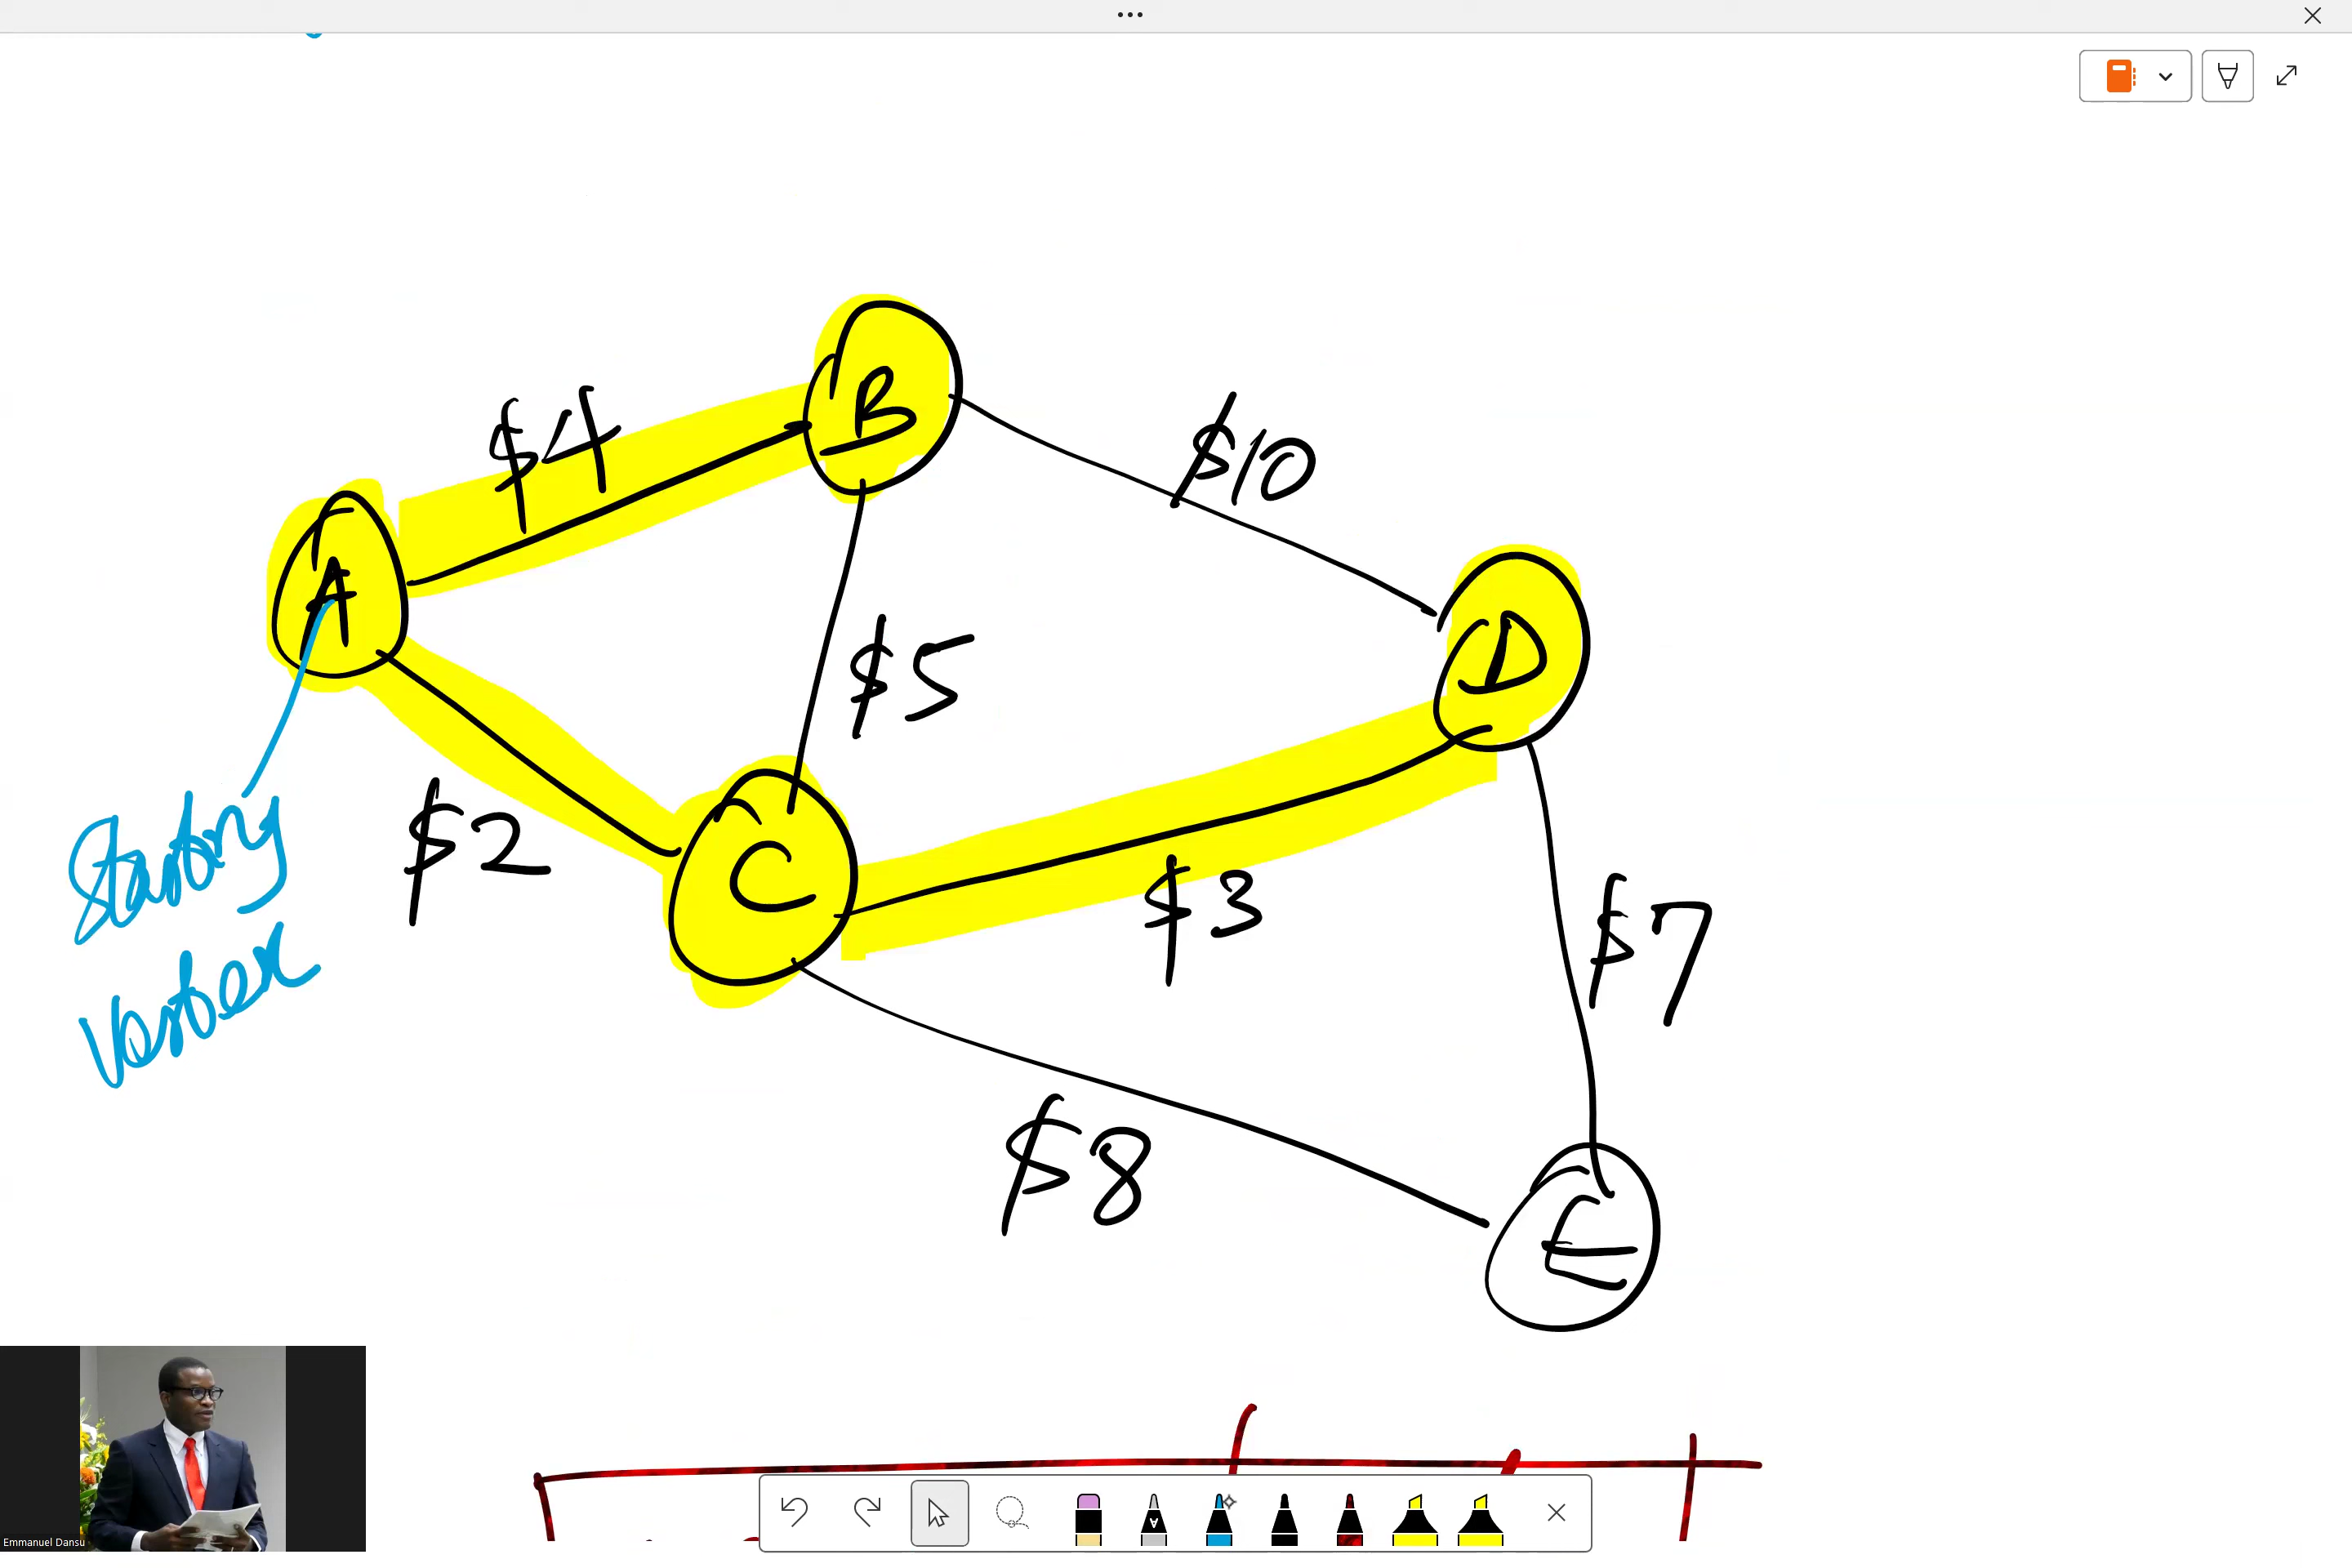 B
$4
$10
A
D
$5
$2
C
$3
Starting
Vertex
$7
$8
E
Emmanuel Dansu